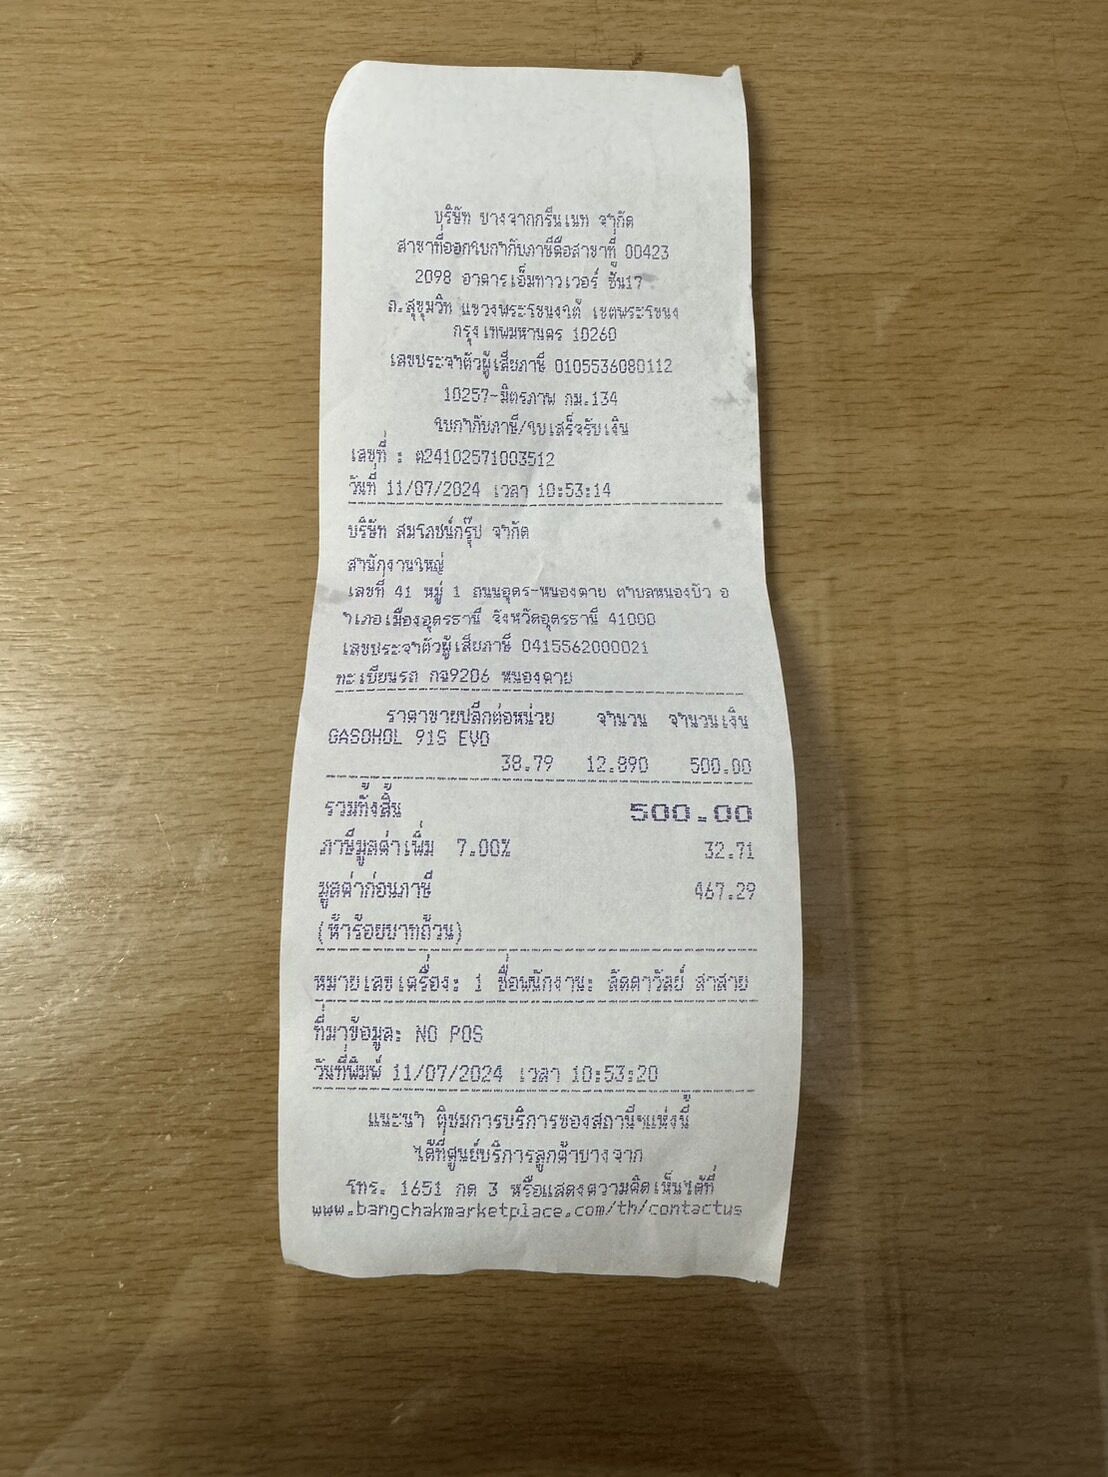 บริษัท บางจากกรีนเนท จำกัด
สาขาที่ออกใบกำกับภาษีคือสาขาที่ 00423
2098 อาคารเอ็มทาวเวอร์ ชั้น17
ถ.สุขุมวิท แขวงพระโขนงใต้ เขตพระโขนง
กรุงเทพมหานคร 10260
เลขประจำตัวผู้เสียภาษี 0105536080112
10257-มิตรภาพ กม.134
ใบกำกับภาษี/ใบเสร็จรับเงิน
เลขที่ : ต24102571003512
วันที่ 11/07/2024 เวลา 10:53:14
บริษัท สมโภชน์กรุ๊ป จำกัด
สำนักงานใหญ่
เลขที่ 41 หมู่ 1 ถนนอุดร-หนองคาย ตำบลหนองบัว อ
ำเภอเมืองอุดรธานี จังหวัดอุดรธานี 41000
เลขประจำตัวผู้เสียภาษี 0415562000021
ทะเบียนรถ กฉ9206 หนองคาย
ราคาขายปลีกต่อหน่วย จำนวน จำนวนเงิน
GASOHOL 91S EVO
38.79 12.890 500.00
รวมทั้งสิ้น 500.00
ภาษีมูลค่าเพิ่ม 7.00% 32.71
มูลค่าก่อนภาษี 467.29
(ห้าร้อยบาทถ้วน)
หมายเลขเครื่อง: 1 ชื่อพนักงาน: ลัดดาวัลย์ สาสาย
ที่มาข้อมูล: NO POS
วันที่พิมพ์ 11/07/2024 เวลา 10:53:20
แนะนำ ติชมการบริการของสถานีฯแห่งนี้
ได้ที่ศูนย์บริการลูกค้าบางจาก
โทร. 1651 กด 3 หรือแสดงความคิดเห็นได้ที่
www.bangchakmarketplace.com/th/contactus